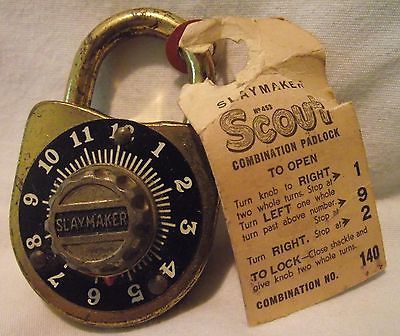 SLAYMAKER
Nº 453
Scout
COMBINATION PADLOCK
TO OPEN
Turn knob to RIGHT
two whole turns. Stop at 1
Turn LEFT one whole
turn past above number. Stop at 9
Turn RIGHT. Stop at 2
TO LOCK—Close shackle and
give knob two whole turns.
COMBINATION NO. 140
12
1
2
3
4
5
6
7
8
9
10
11
SLAYMAKER